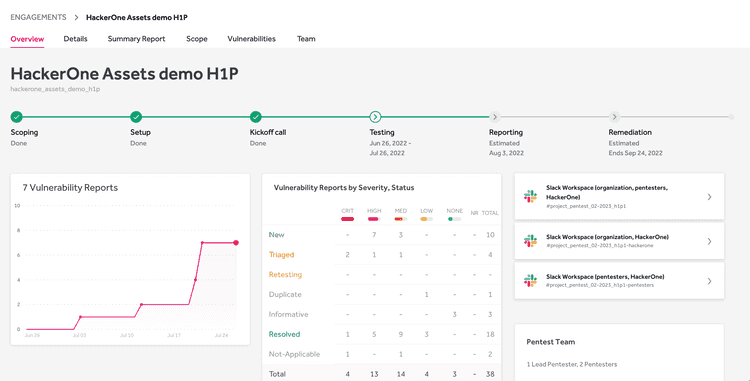 ENGAGEMENTS > HackerOne Assets demo H1P
Overview Details Summary Report Scope Vulnerabilities Team
HackerOne Assets demo H1P
hackerone_assets_demo_h1p
Scoping
Done
Setup
Done
Kickoff call
Done
Testing
Jun 26, 2022 -
Jul 26, 2022
Reporting
Estimated
Aug 3, 2022
Remediation
Estimated
Ends Sep 24, 2022
7 Vulnerability Reports
10
8
6
4
2
0
Jul 03 Jul 10 Jul 17 Jul 24
Vulnerability Reports by Severity, Status
CRIT HIGH MED LOW NONE NR TOTAL
New - 7 3 - - - 10
Triaged 2 1 1 - - - 4
Retesting - - - - - - -
Duplicate - - - 1 - - 1
Informative - - - - 3 - 3
Resolved 1 5 9 3 - - 18
Not-Applicable 1 - 1 - - - 2
Total 4 13 14 4 3 - 38
Slack Workspace (organization, pentesters,
HackerOne)
#project_pentest_02-2023_h1p1
Slack Workspace (organization, HackerOne)
#project_pentest_02-2023_h1p1-hackerone
Slack Workspace (pentesters, HackerOne)
#project_pentest_02-2023_h1p1-pentesters
Pentest Team
1 Lead Pentester, 2 Pentesters